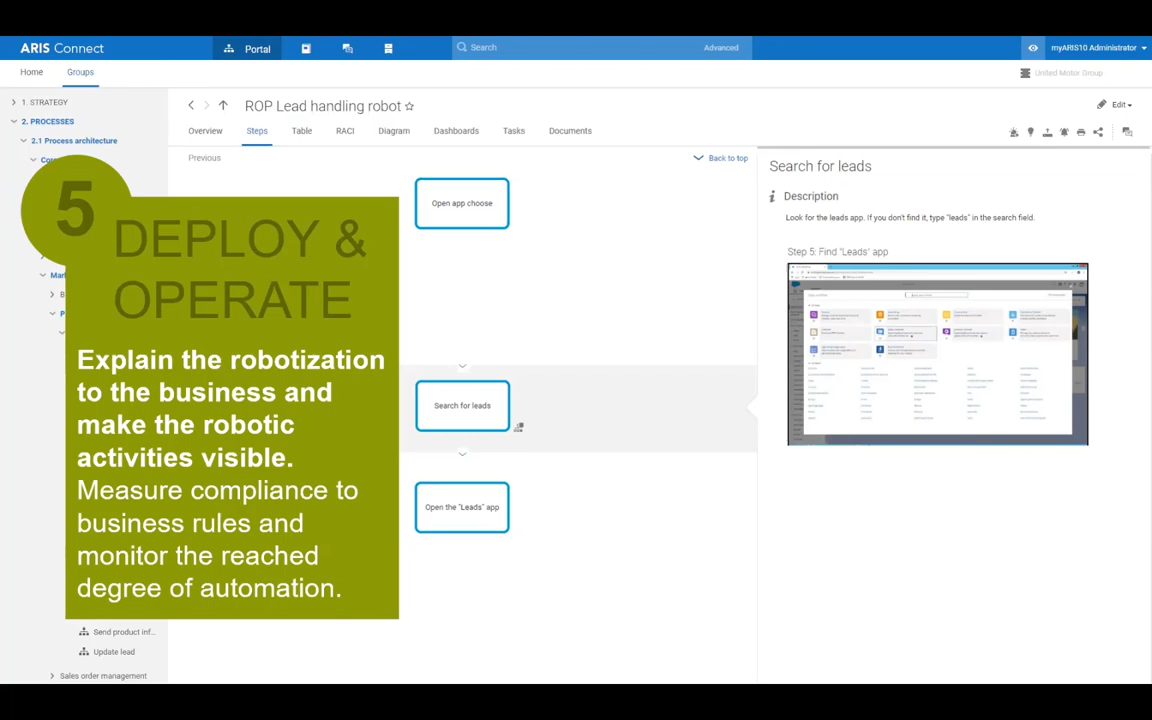 ARIS Connect
Portal
Search
Advanced
myARIS10 Administrator
Home
Groups
United Motor Group
1. STRATEGY
2. PROCESSES
2.1 Process architecture
ROP Lead handling robot
Edit
Overview
Steps
Table
RACI
Diagram
Dashboards
Tasks
Documents
Previous
Back to top
5
DEPLOY &
OPERATE
Explain the robotization
to the business and
make the robotic
activities visible.
Measure compliance to
business rules and
monitor the reached
degree of automation.
Open app choose
Search for leads
Open the "Leads" app
Search for leads
Description
Look for the leads app. If you don't find it, type "leads" in the search field.
Step 5: Find "Leads" app
Send product inf...
Update lead
Sales order management